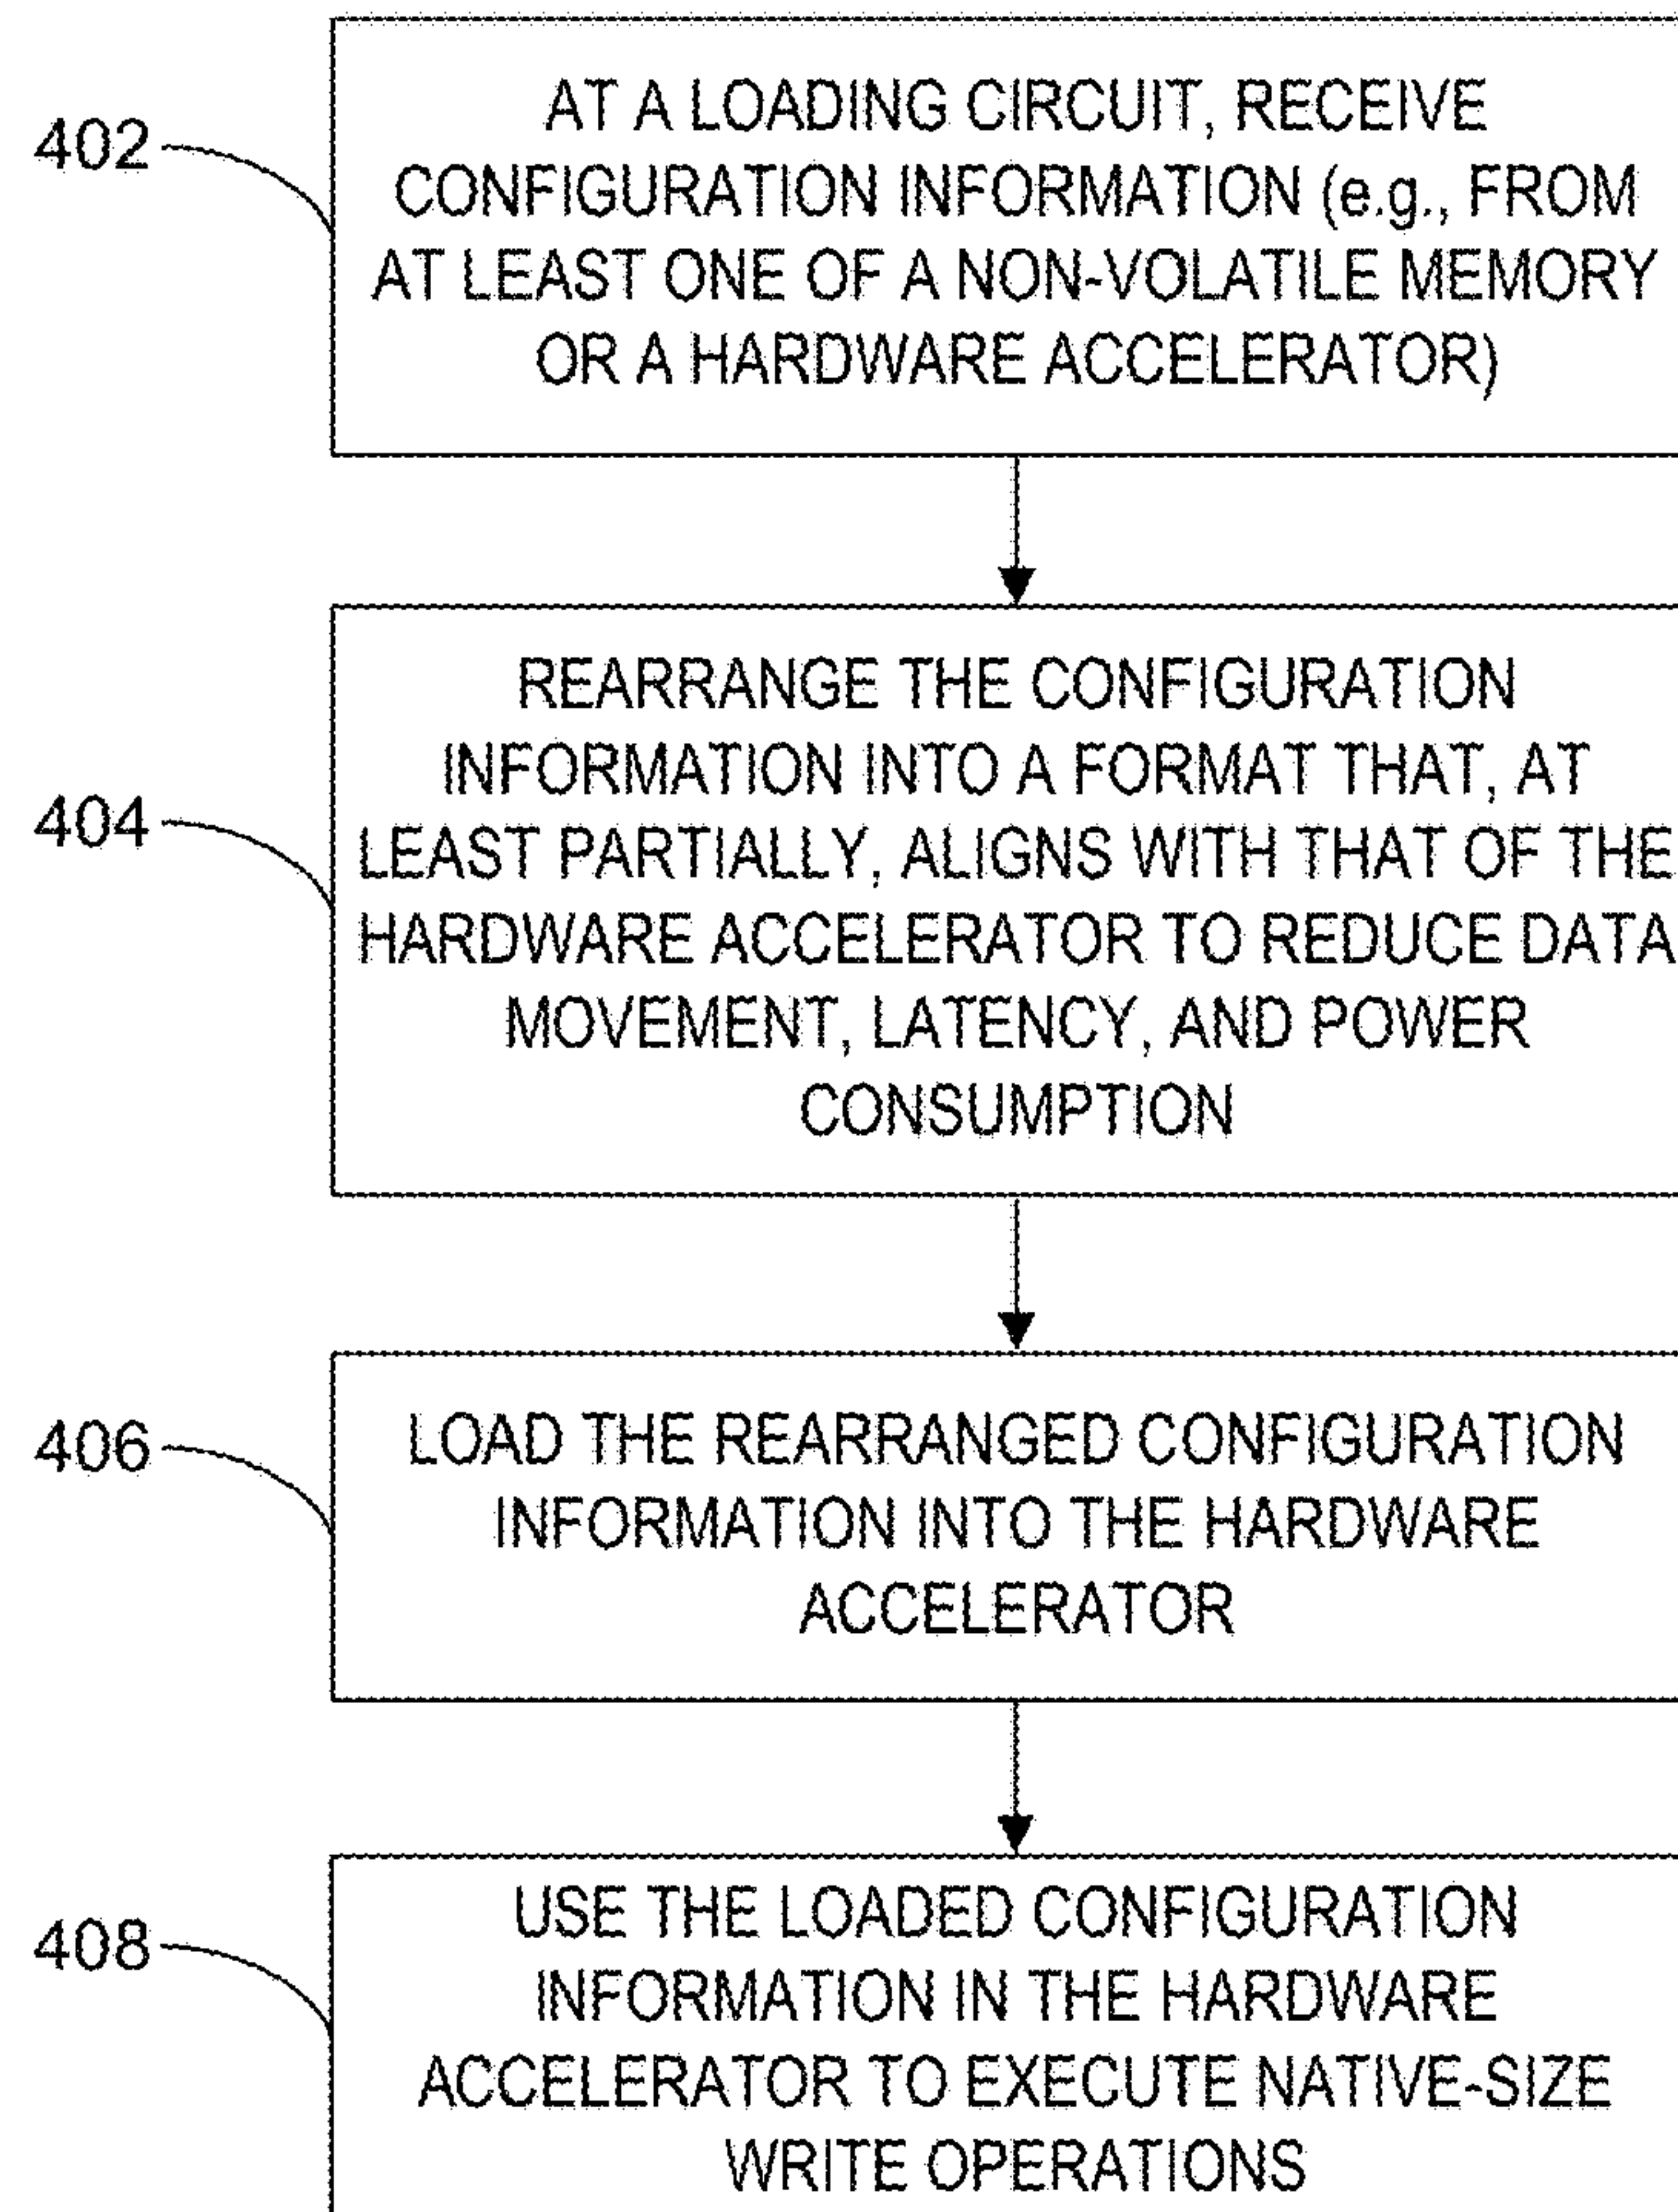 402
AT A LOADING CIRCUIT, RECEIVE
CONFIGURATION INFORMATION (e.g., FROM
AT LEAST ONE OF A NON-VOLATILE MEMORY
OR A HARDWARE ACCELERATOR)
404
REARRANGE THE CONFIGURATION
INFORMATION INTO A FORMAT THAT, AT
LEAST PARTIALLY, ALIGNS WITH THAT OF THE
HARDWARE ACCELERATOR TO REDUCE DATA
MOVEMENT, LATENCY, AND POWER
CONSUMPTION
406
LOAD THE REARRANGED CONFIGURATION
INFORMATION INTO THE HARDWARE
ACCELERATOR
408
USE THE LOADED CONFIGURATION
INFORMATION IN THE HARDWARE
ACCELERATOR TO EXECUTE NATIVE-SIZE
WRITE OPERATIONS